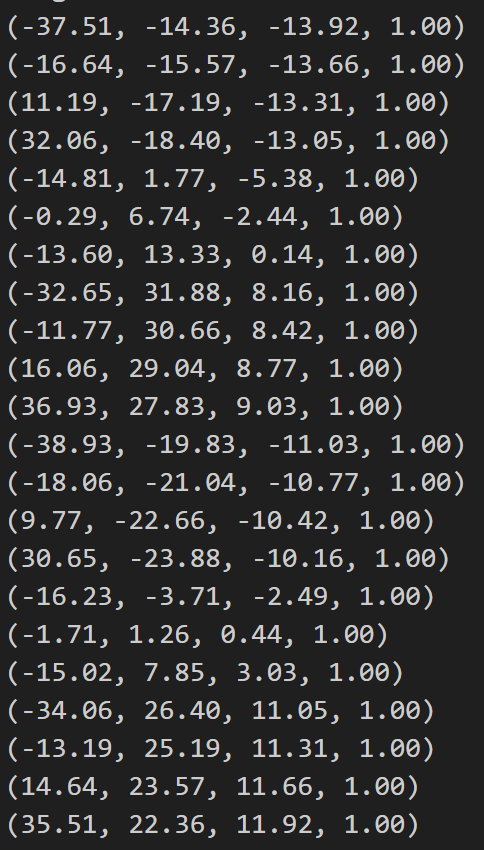 (-37.51, -14.36, -13.92, 1.00)
(-16.64, -15.57, -13.66, 1.00)
(11.19, -17.19, -13.31, 1.00)
(32.06, -18.40, -13.05, 1.00)
(-14.81, 1.77, -5.38, 1.00)
(-0.29, 6.74, -2.44, 1.00)
(-13.60, 13.33, 0.14, 1.00)
(-32.65, 31.88, 8.16, 1.00)
(-11.77, 30.66, 8.42, 1.00)
(16.06, 29.04, 8.77, 1.00)
(36.93, 27.83, 9.03, 1.00)
(-38.93, -19.83, -11.03, 1.00)
(-18.06, -21.04, -10.77, 1.00)
(9.77, -22.66, -10.42, 1.00)
(30.65, -23.88, -10.16, 1.00)
(-16.23, -3.71, -2.49, 1.00)
(-1.71, 1.26, 0.44, 1.00)
(-15.02, 7.85, 3.03, 1.00)
(-34.06, 26.40, 11.05, 1.00)
(-13.19, 25.19, 11.31, 1.00)
(14.64, 23.57, 11.66, 1.00)
(35.51, 22.36, 11.92, 1.00)